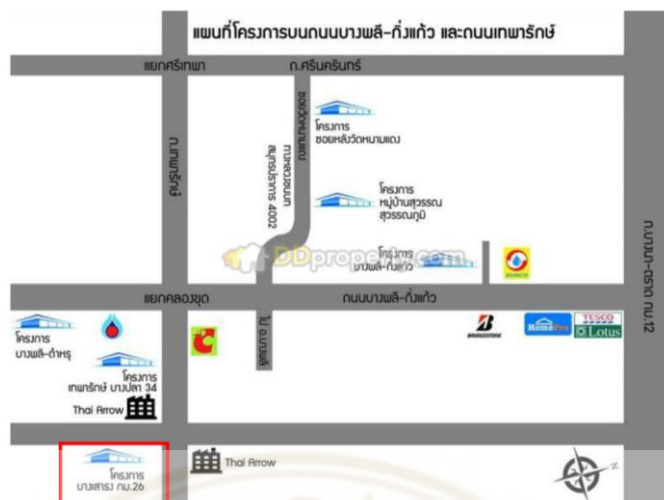 แผนที่โครงการบนถนนบางพลี-กิ่งแก้ว และถนนเทพารักษ์
แยกศรีเทพา
ถ.ศรีนครินทร์
ซอยวัดหนามแดง
โครงการ
ซอยหลังวัดหนามแดง
ถ.เทพารักษ์
ทางหลวงชนบท
สมุทรปราการ 4002
โครงการ
หมู่บ้านสุวรรณ
สุวรรณภูมิ
ถ.บางนา-ตราด กม.12
DDproperty.com
โครงการ
บางพลี-กิ่งแก้ว
แยกคลองขุด
ถนนบางพลี-กิ่งแก้ว
ไป อ.บางพลี
โครงการ
บางพลี-ตำหรุ
C
B
BRIDGESTONE
HomePro
TESCO
Lotus
โครงการ
เทพารักษ์ บางปลา 34
Thai Arrow
โครงการ
บางเสาธง กม.26
Thai Arrow